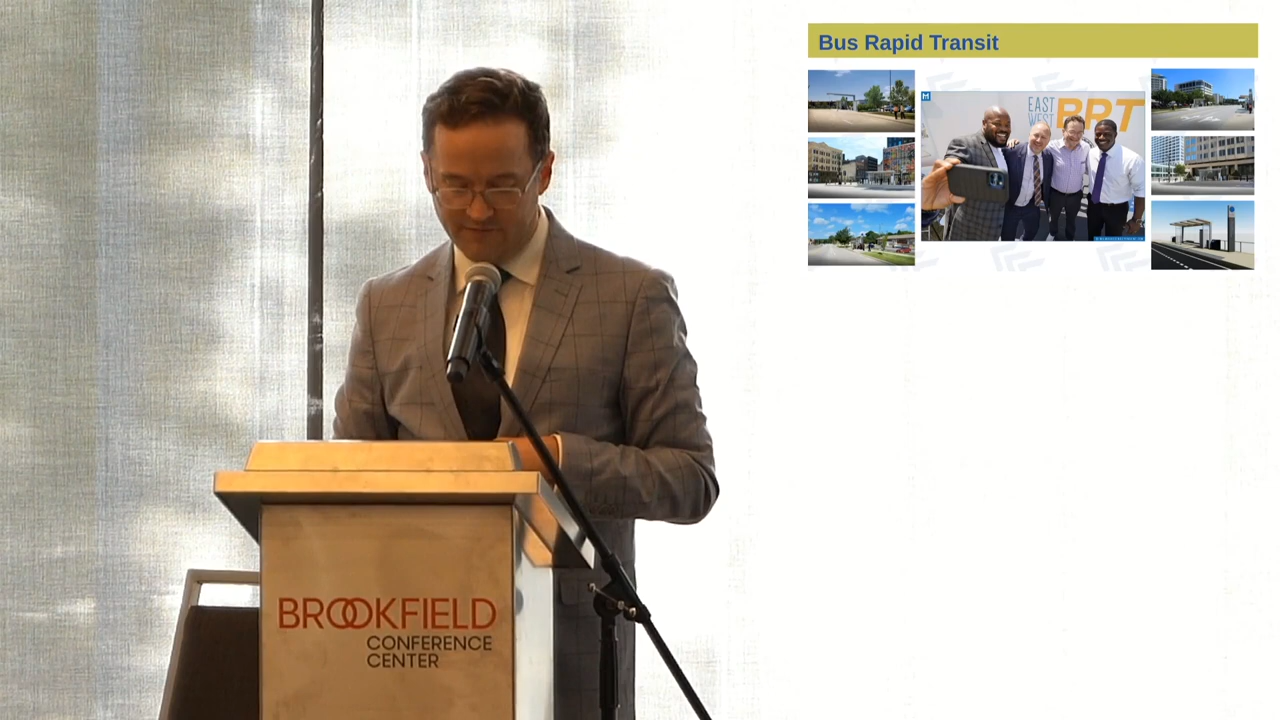 Bus Rapid Transit
EAST
WEST
BRT
BROOKFIELD
CONFERENCE
CENTER